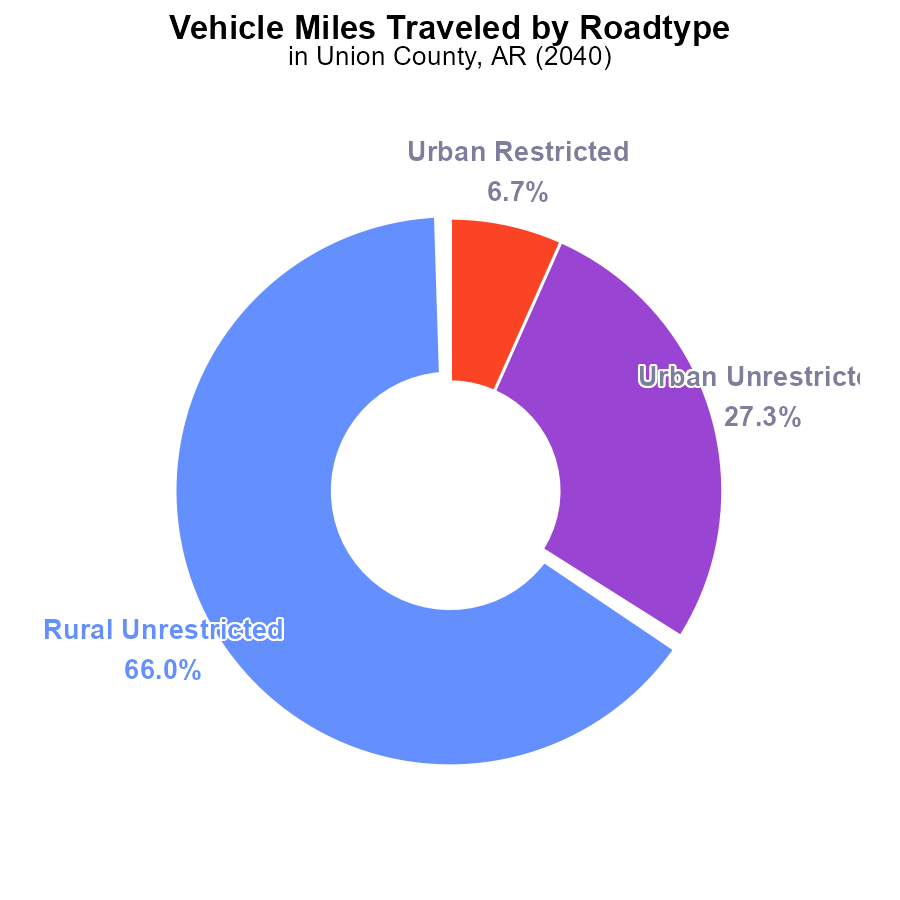 Vehicle Miles Traveled by Roadtype
in Union County, AR (2040)
Urban Restricted
6.7%
Urban Unrestricte
27.3%
Rural Unrestricted
66.0%